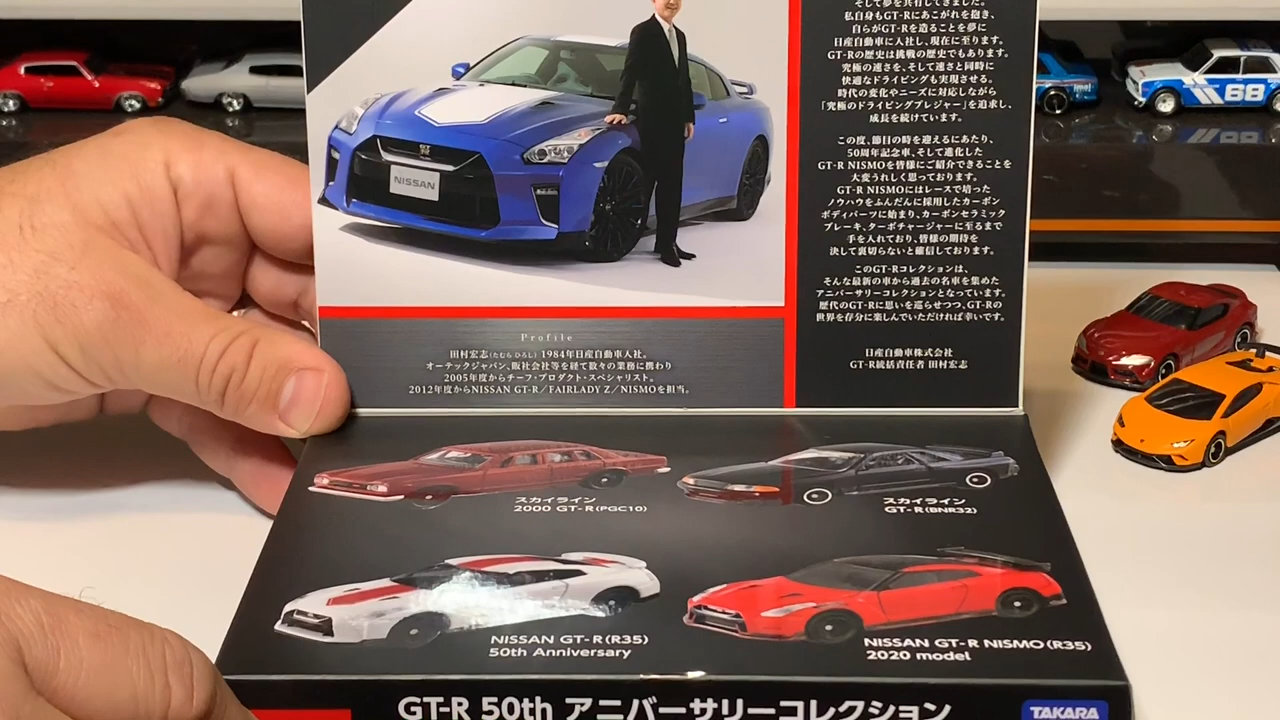 そして夢を共有してきました。
私自身もGT-Rにあこがれを抱き、
自らがGT-Rを造ることを夢に
日産自動車に入社し、現在に至ります。
GT-Rの歴史は挑戦の歴史でもあります。
究極の速さを、そして速さと同時に
快適なドライビングも実現させる。
時代の変化やニーズに対応しながら
「究極のドライビングプレジャー」を追求し、
成長を続けています。
この度、節目の時を迎えるにあたり、
50周年記念車、そして進化した
GT-R NISMOを皆様にご紹介できることを
大変うれしく思っております。
GT-R NISMOにはレースで培った
ノウハウをふんだんに採用したカーボン
ボディパーツに始まり、カーボンセラミック
ブレーキ、ターボチャージャーに至るまで
手を入れており、皆様の期待を
決して裏切らないと確信しております。
このGT-Rコレクションは、
そんな最新の車から過去の名車を集めた
アニバーサリーコレクションとなっています。
歴代のGT-Rに思いを巡らせつつ、GT-Rの
世界を存分に楽しんでいただければ幸いです。
日産自動車株式会社
GT-R統括責任者 田村宏志
GT-R
NISSAN
68
Profile
田村宏志(たむら ひろし) 1984年日産自動車入社。
オーテックジャパン、販社会社等を経て数々の業務に携わり
2005年度からチーフ・プロダクト・スペシャリスト。
2012年度からNISSAN GT-R/FAIRLADY Z/NISMOを担当。
スカイライン
2000 GT-R(PGC10)
スカイライン
GT-R(BNR32)
NISSAN GT-R(R35)
50th Anniversary
NISSAN GT-R NISMO(R35)
2020 model
GT-R 50th アニバーサリーコレクション
TAKARA